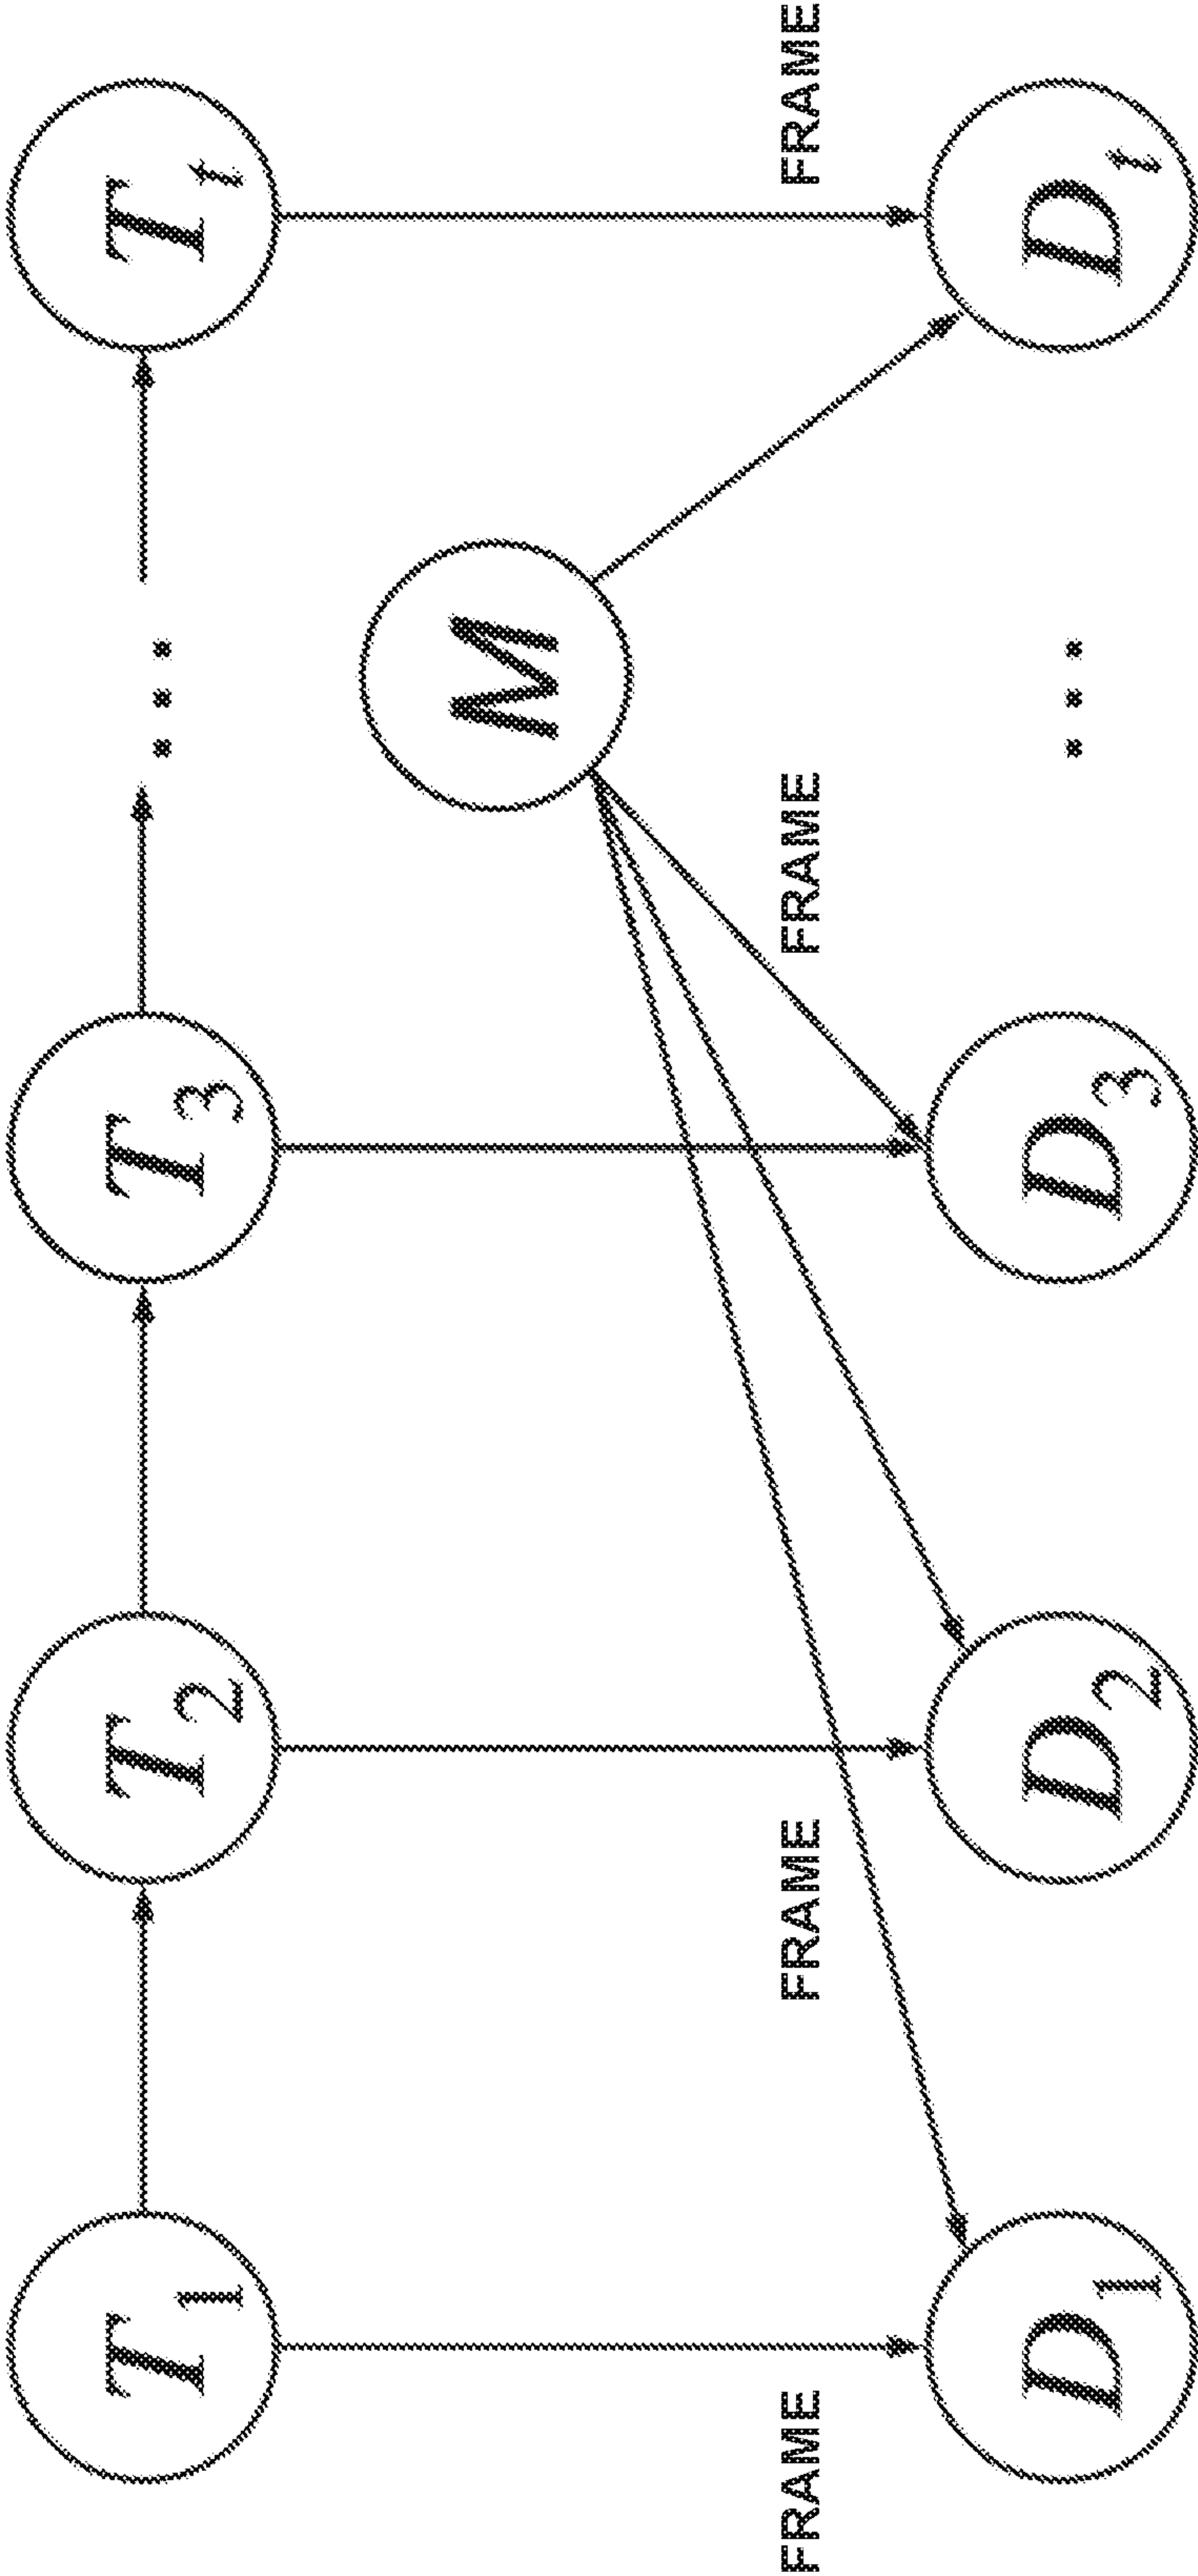 T1 T2 T3 ... Tt
M
FRAME FRAME FRAME FRAME
D1 D2 D3 ... Dt